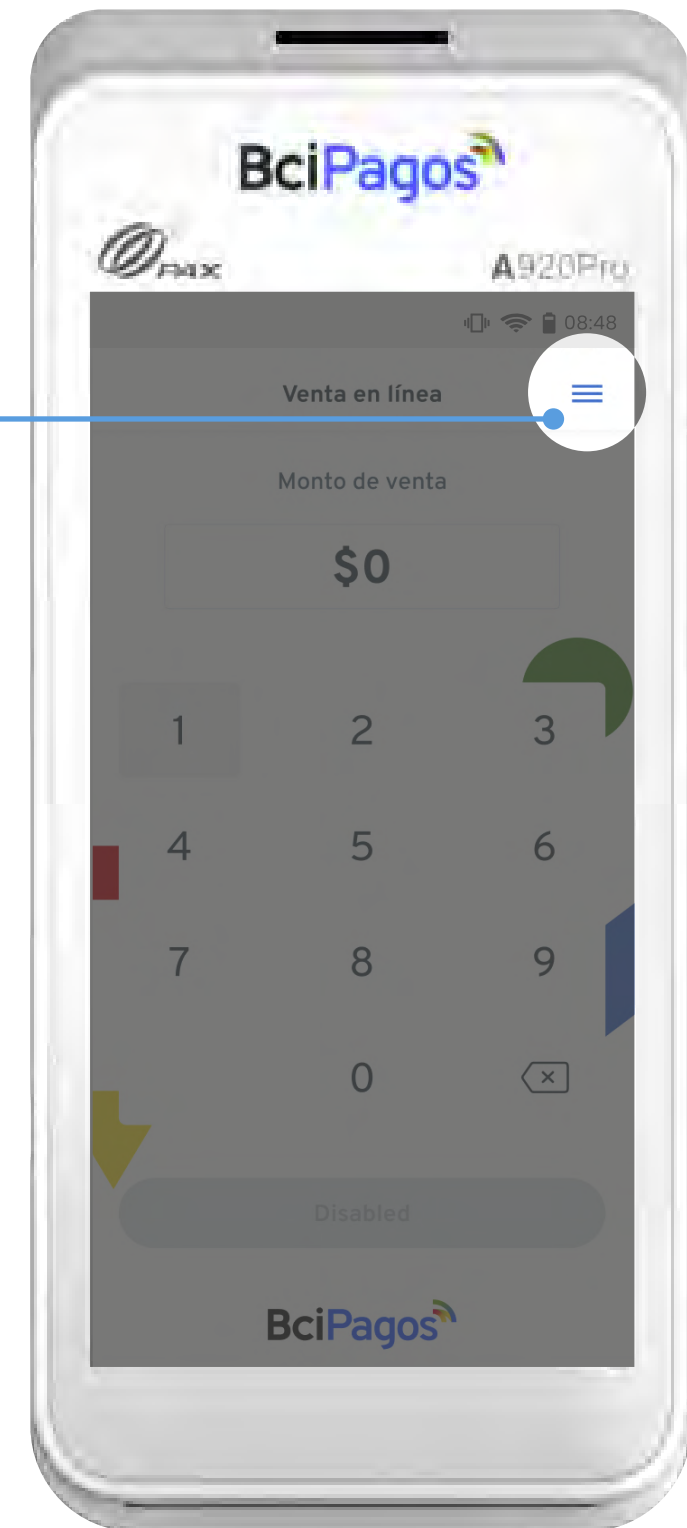 BciPagos
PAX
A920Pro
08:48
Venta en línea
Monto de venta
$0
1 2 3
4 5 6
7 8 9
0
Disabled
BciPagos